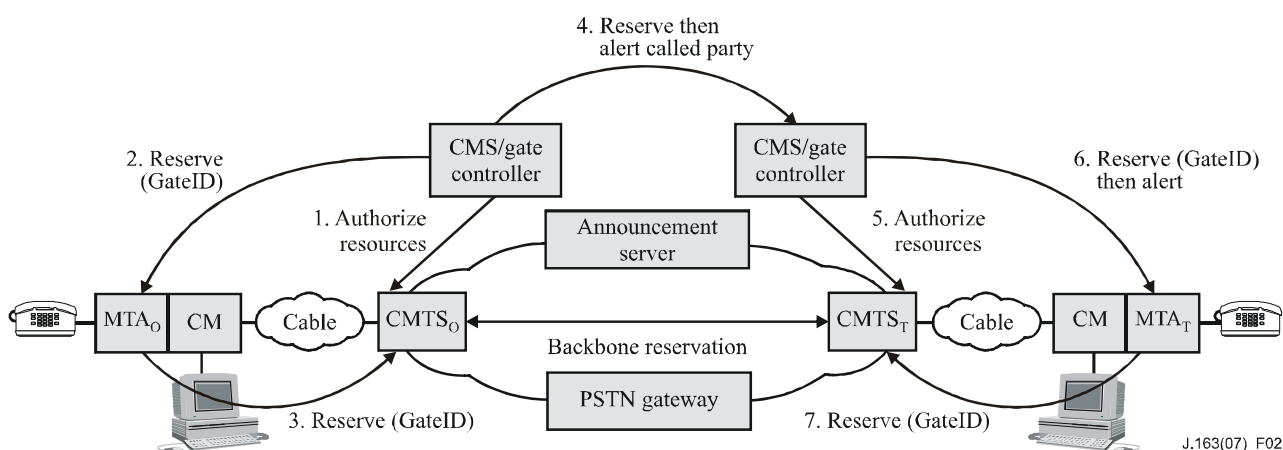 4. Reserve then
alert called party
CMS/gate
controller
CMS/gate
controller
2. Reserve
(GateID)
6. Reserve (GateID)
then alert
1. Authorize
resources
5. Authorize
resources
Announcement
server
MTAO
CM
Cable
CMTSO
CMTST
Cable
CM
MTAT
Backbone reservation
PSTN gateway
3. Reserve (GateID)
7. Reserve (GateID)
J.163(07)_F02